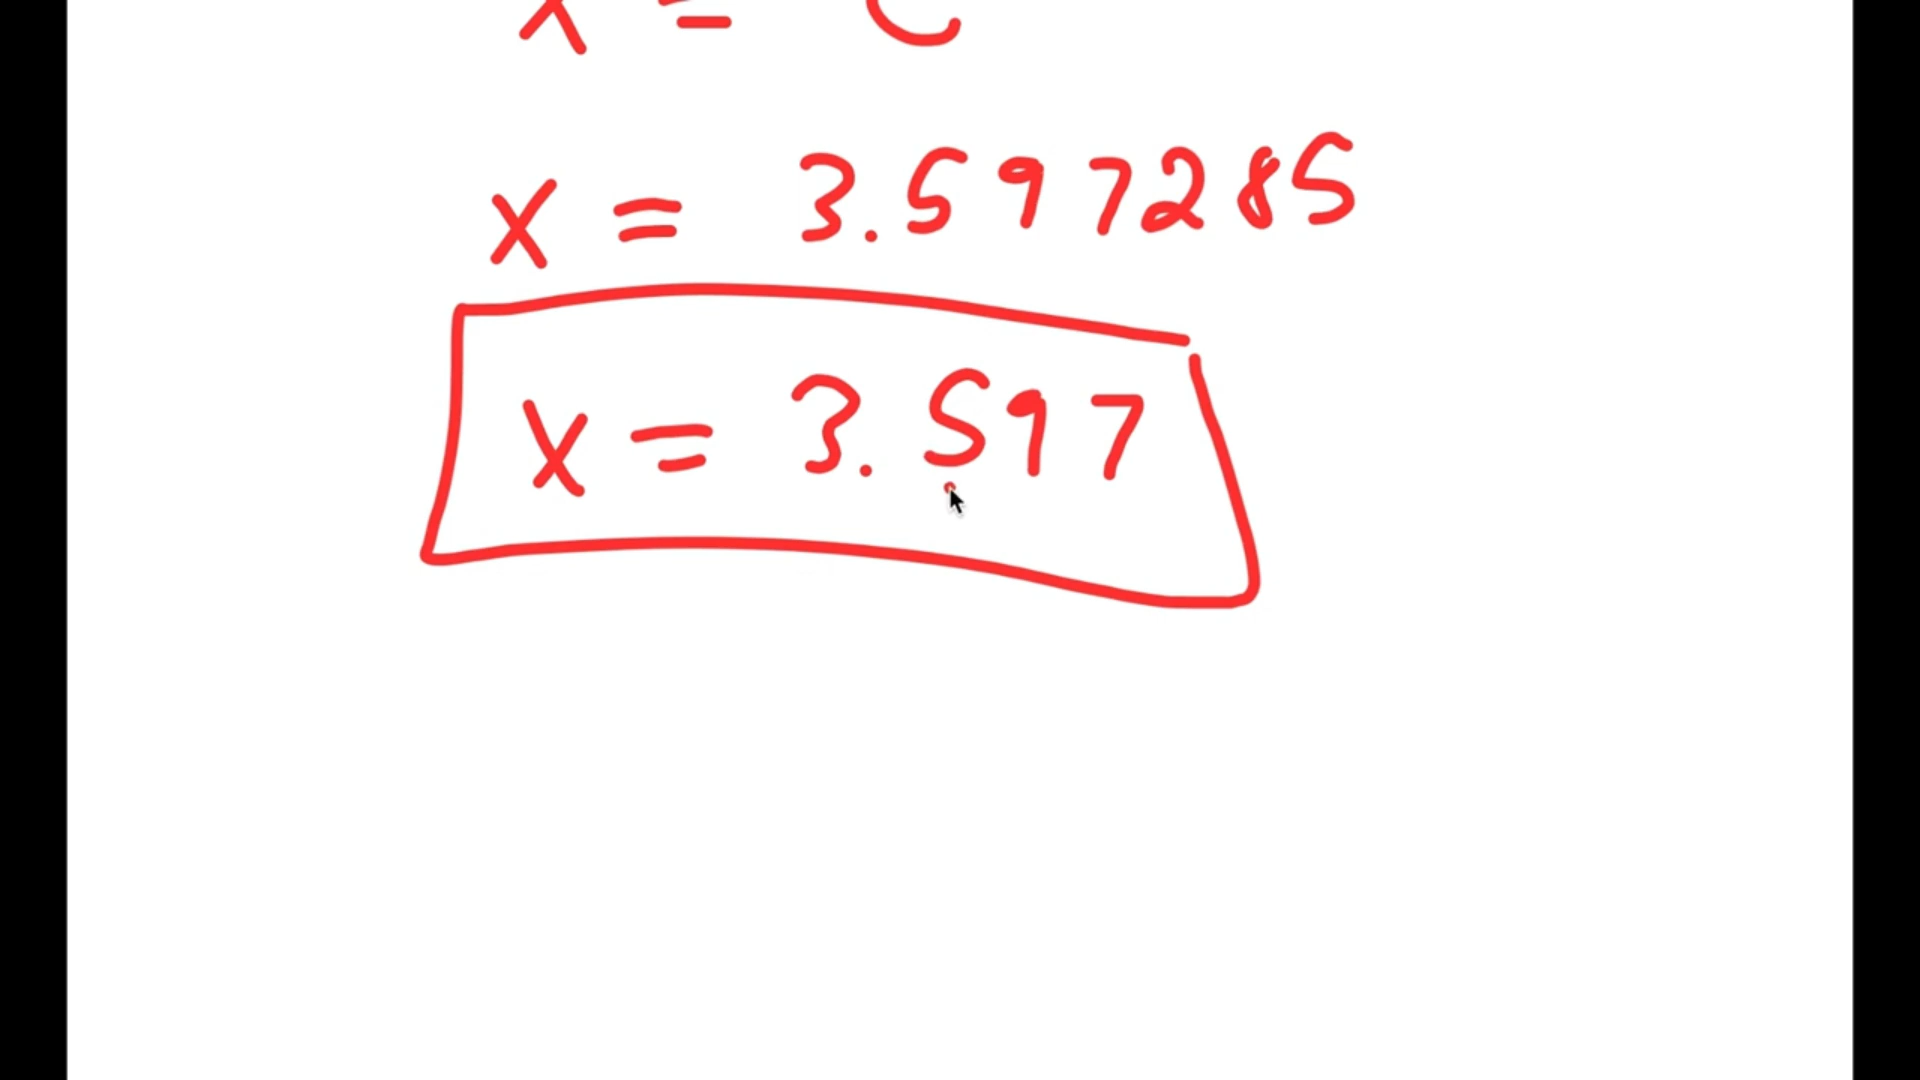 x =
x = 3.597285
x = 3.597